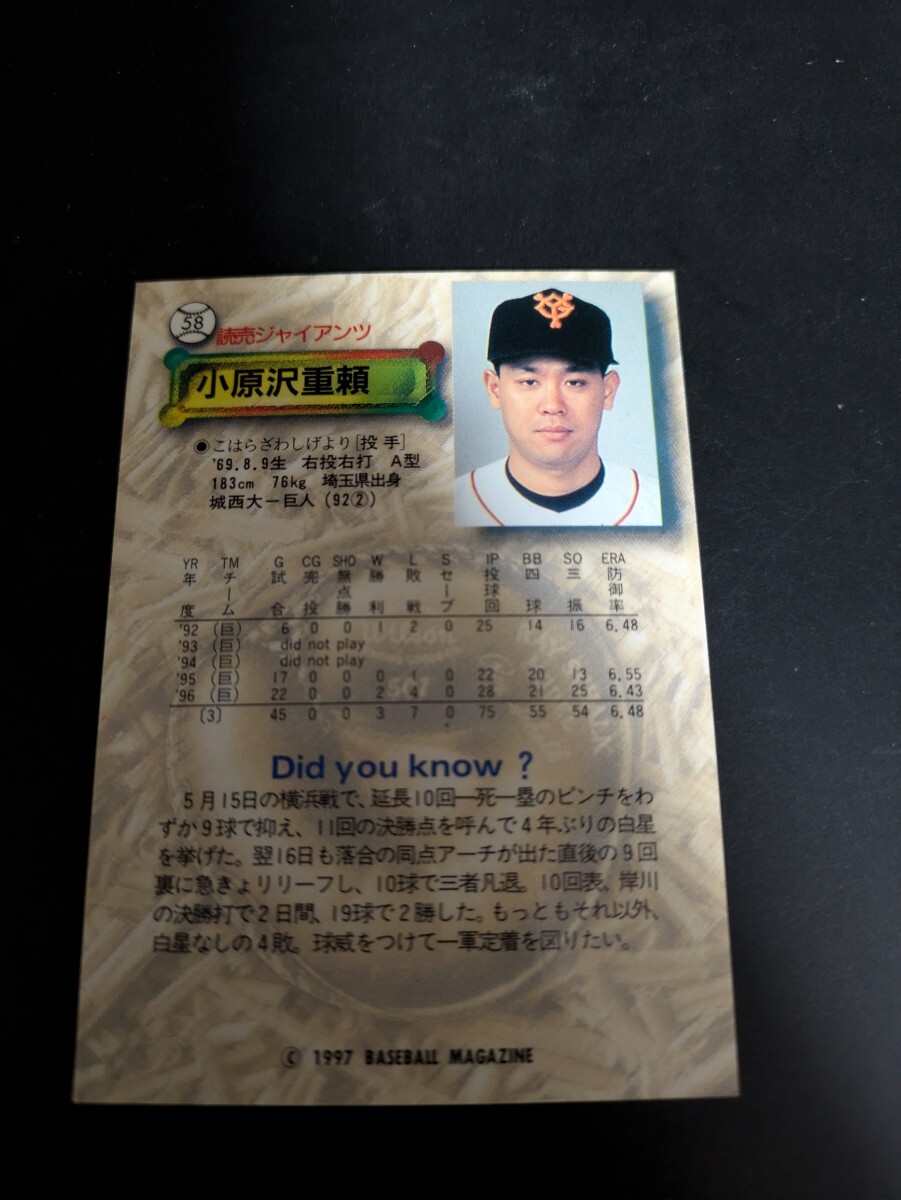 58
読売ジャイアンツ
YG
小原沢重頼
●こはらざわしげより[投手]
'69.8.9生 右投右打 A型
183cm 76kg 埼玉県出身
城西大ー巨人(92②)
YR TM G CG SHO W L S IP BB SO ERA
年度 チーム 試合 完投 無点勝 勝利 敗戦 セーブ 投球回 四球 三振 防御率
'92 (巨) 6 0 0 1 2 0 25 14 16 6.48
'93 (巨) did not play
'94 (巨) did not play
'95 (巨) 17 0 0 0 1 0 22 20 13 6.55
'96 (巨) 22 0 0 2 4 0 28 21 25 6.43
[3] 45 0 0 3 7 0 75 55 54 6.48
Did you know ?
5月15日の横浜戦で、延長10回一死一塁のピンチをわ
ずか9球で抑え、11回の決勝点を呼んで4年ぶりの白星
を挙げた。翌16日も落合の同点アーチが出た直後の9回
裏に急きょリリーフし、10球で三者凡退。10回表、岸川
の決勝打で2日間、19球で2勝した。もっともそれ以外、
白星なしの4敗。球威をつけて一軍定着を図りたい。
© 1997 BASEBALL MAGAZINE